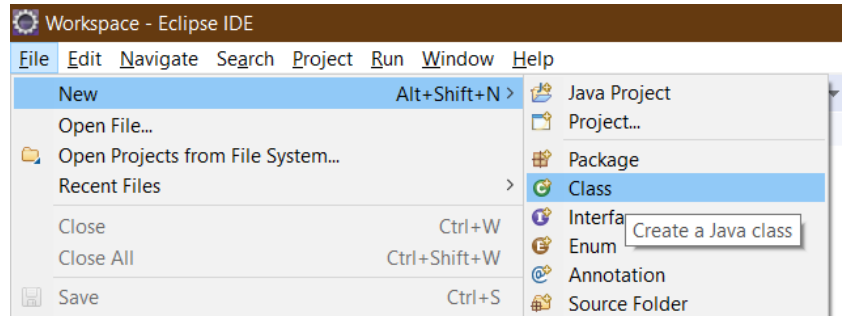 Workspace - Eclipse IDE
File Edit Navigate Search Project Run Window Help
New Alt+Shift+N >
Open File...
Open Projects from File System...
Recent Files >
Close Ctrl+W
Close All Ctrl+Shift+W
Save Ctrl+S
Java Project
Project...
Package
Class
Interfa
Create a Java class
Enum
Annotation
Source Folder